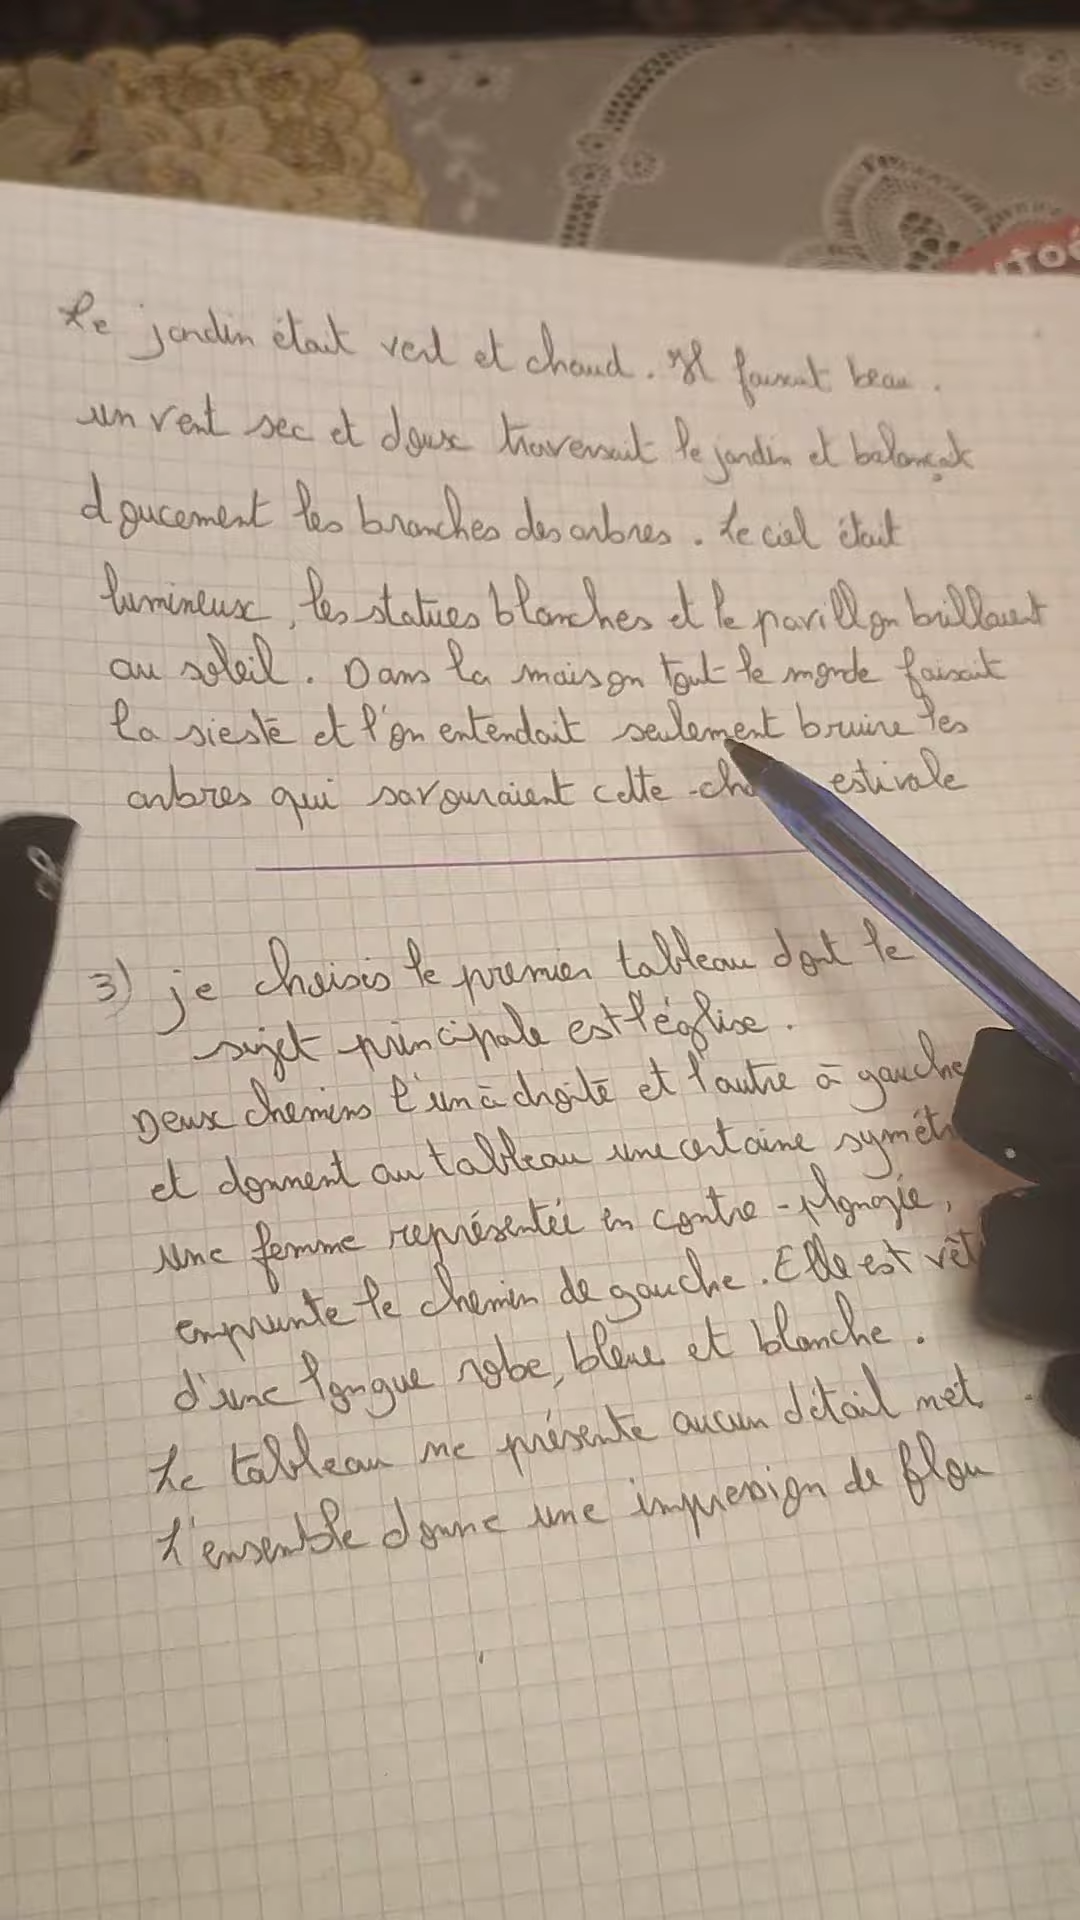 Le jardin était vert et chaud. Il faisait beau.
un vent sec et doux traversait le jardin et balançait
doucement les branches des arbres. Le ciel était
lumineux, les statues blanches et le pavillon brillaient
au soleil. Dans la maison tout le monde faisait
la sieste et l'on entendait seulement bruire les
arbres qui savouraient cette estivale
3) je choisis le premier tableau dont le
sujet principale est l'église.
Deux chemins l'un à droite et l'autre à gauche
et donnent au tableau une certaine
une femme représentée en contre-plongée,
emprunte le chemin de gauche. Elle est
d'une longue robe, bleue et blanche.
Le tableau ne présente aucun détail net.
L'ensemble donne une impression de flou